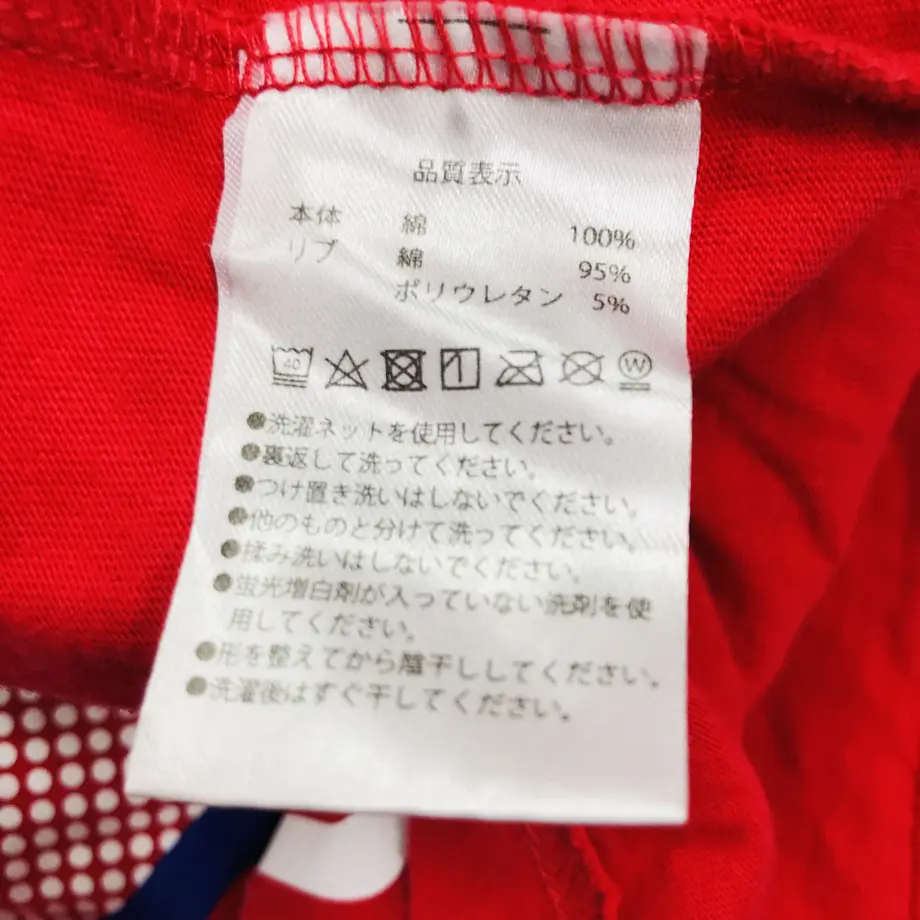 品質表示
本体 綿 100%
リブ 綿 95%
ポリウレタン 5%
40 W
●洗濯ネットを使用してください。
●裏返して洗ってください。
●つけ置き洗いはしないでください。
●他のものと分けて洗ってください。
●揉み洗いはしないでください。
●蛍光増白剤が入っていない洗剤を使
用してください。
●形を整えてから陰干ししてください。
●洗濯後はすぐ干してください。